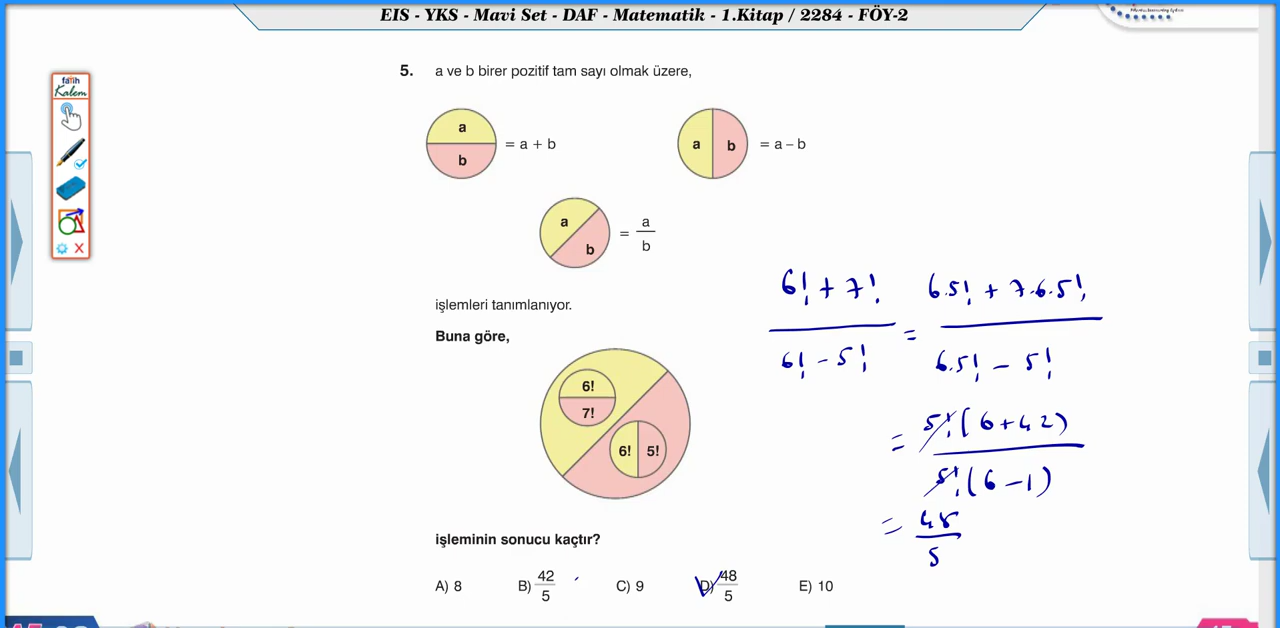 EIS - YKS - Mavi Set - DAF - Matematik - 1.Kitap / 2284 - FÖY-2
fatih
Kalem
5. a ve b birer pozitif tam sayı olmak üzere,
a
b
= a + b
a b = a – b
a
b
= a
b
işlemleri tanımlanıyor.
Buna göre,
6!
7!
6! 5!
işleminin sonucu kaçtır?
A) 8 B) 42/5 C) 9 D) 48/5 E) 10
6! + 7! / 6! - 5! = 6.5! + 7.6.5! / 6.5! - 5!
= 5!(6+42) / 5!(6-1)
= 48/5